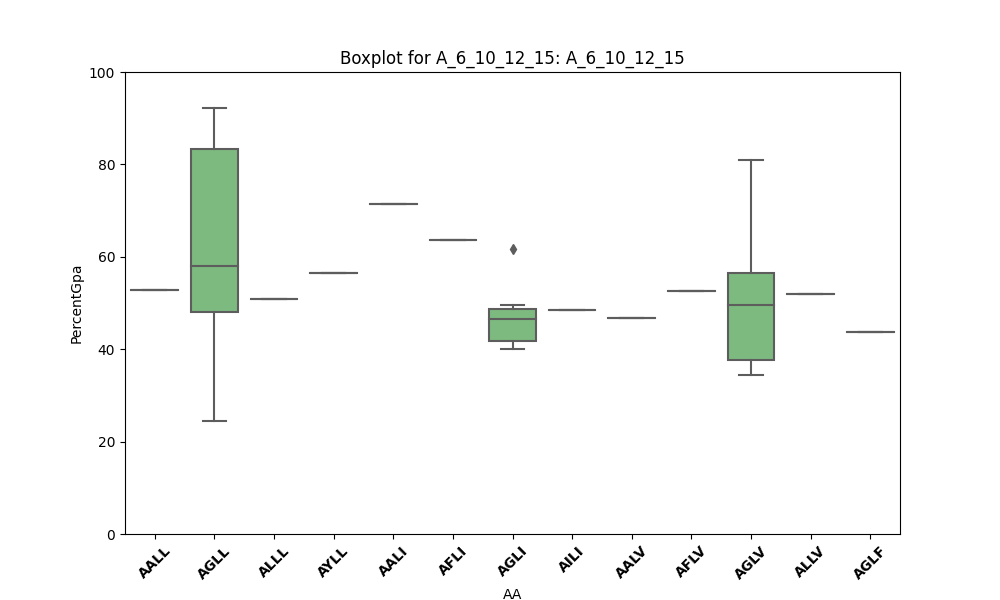 Boxplot for A_6_10_12_15: A_6_10_12_15
100
80
60
40
20
0
PercentGpa
AALL
AGLL
ALLL
AYLL
AALI
AFLI
AGLI
AILI
AALV
AFLV
AGLV
ALLV
AGLF
AA